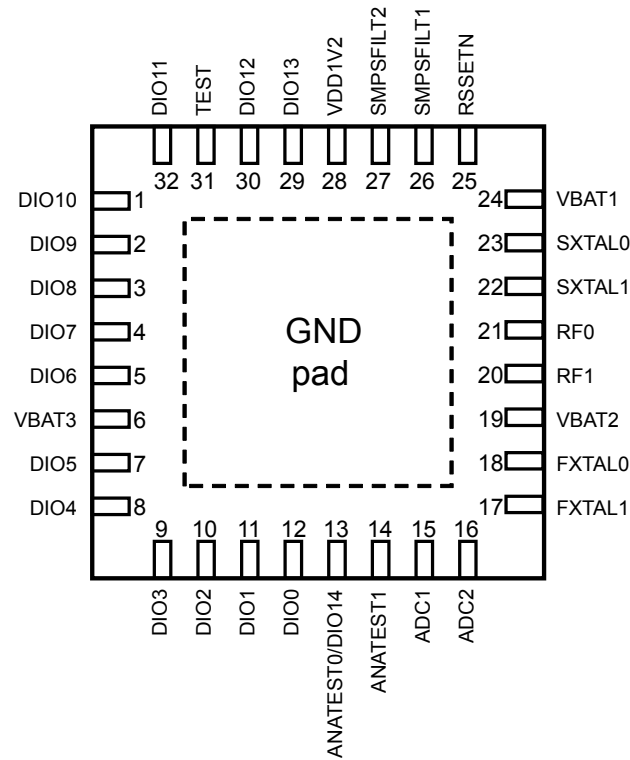 DIO11
TEST
DIO12
DIO13
VDD1V2
SMPSFILT2
SMPSFILT1
RSSETN
32 31 30 29 28 27 26 25
DIO10 1
DIO9 2
DIO8 3
DIO7 4
DIO6 5
VBAT3 6
DIO5 7
DIO4 8
GND
pad
24 VBAT1
23 SXTAL0
22 SXTAL1
21 RF0
20 RF1
19 VBAT2
18 FXTAL0
17 FXTAL1
9 10 11 12 13 14 15 16
DIO3
DIO2
DIO1
DIO0
ANATEST0/DIO14
ANATEST1
ADC1
ADC2